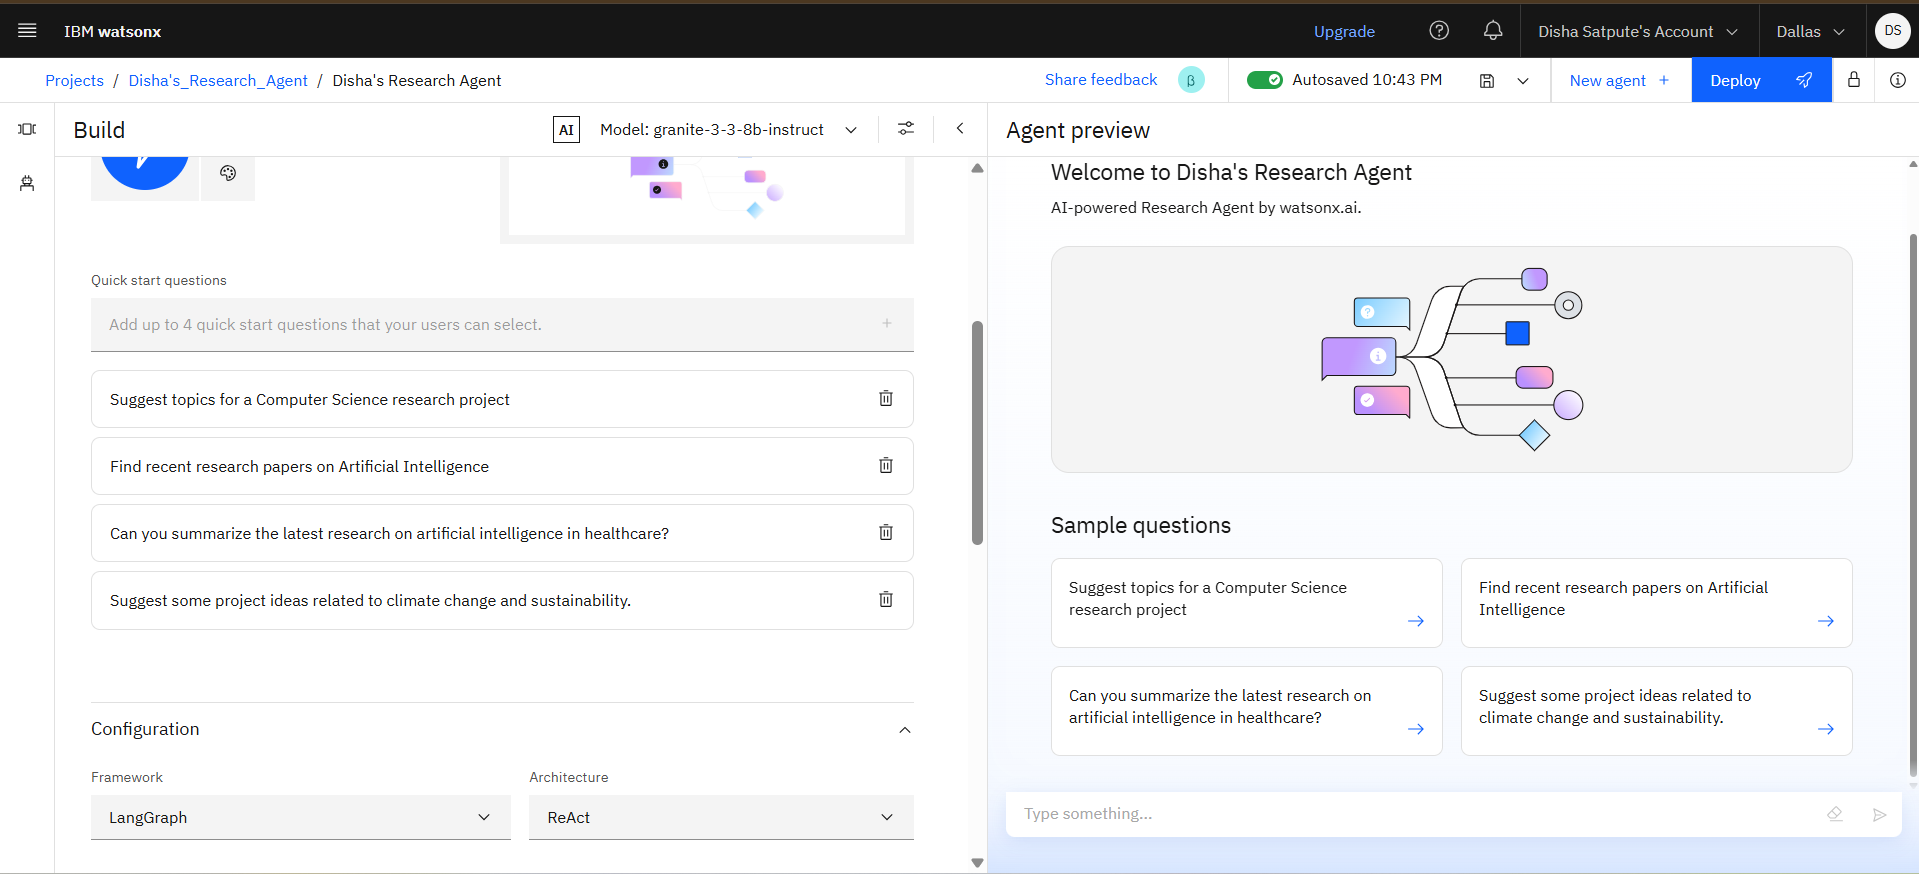 IBM watsonx
Upgrade
Disha Satpute's Account
Dallas
DS
Projects / Disha's_Research_Agent / Disha's Research Agent
Share feedback
β
Autosaved 10:43 PM
New agent +
Deploy
Build
AI
Model: granite-3-3-8b-instruct
Agent preview
Quick start questions
Add up to 4 quick start questions that your users can select.
Suggest topics for a Computer Science research project
Find recent research papers on Artificial Intelligence
Can you summarize the latest research on artificial intelligence in healthcare?
Suggest some project ideas related to climate change and sustainability.
Configuration
Framework
Architecture
LangGraph
ReAct
Welcome to Disha's Research Agent
AI-powered Research Agent by watsonx.ai.
Sample questions
Suggest topics for a Computer Science
research project
Find recent research papers on Artificial
Intelligence
Can you summarize the latest research on
artificial intelligence in healthcare?
Suggest some project ideas related to
climate change and sustainability.
Type something...